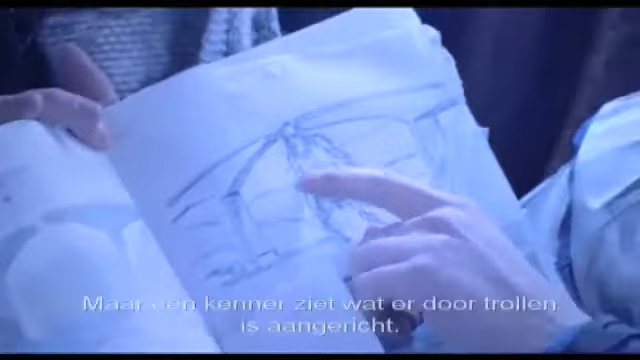 Maar een kenner ziet wat er door trollen
is aangericht.